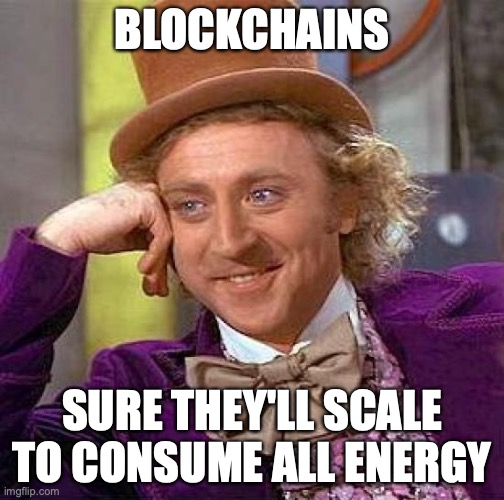 BLOCKCHAINS
SURE THEY'LL SCALE
TO CONSUME ALL ENERGY
imgflip.com